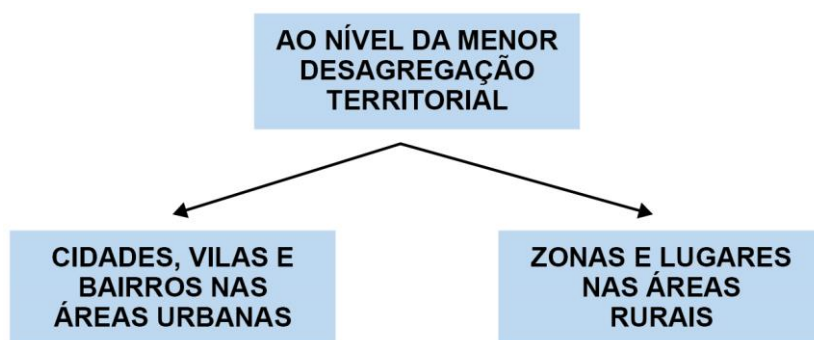 AO NÍVEL DA MENOR
DESAGREGAÇÃO
TERRITORIAL
CIDADES, VILAS E
BAIRROS NAS
ÁREAS URBANAS
ZONAS E LUGARES
NAS ÁREAS
RURAIS